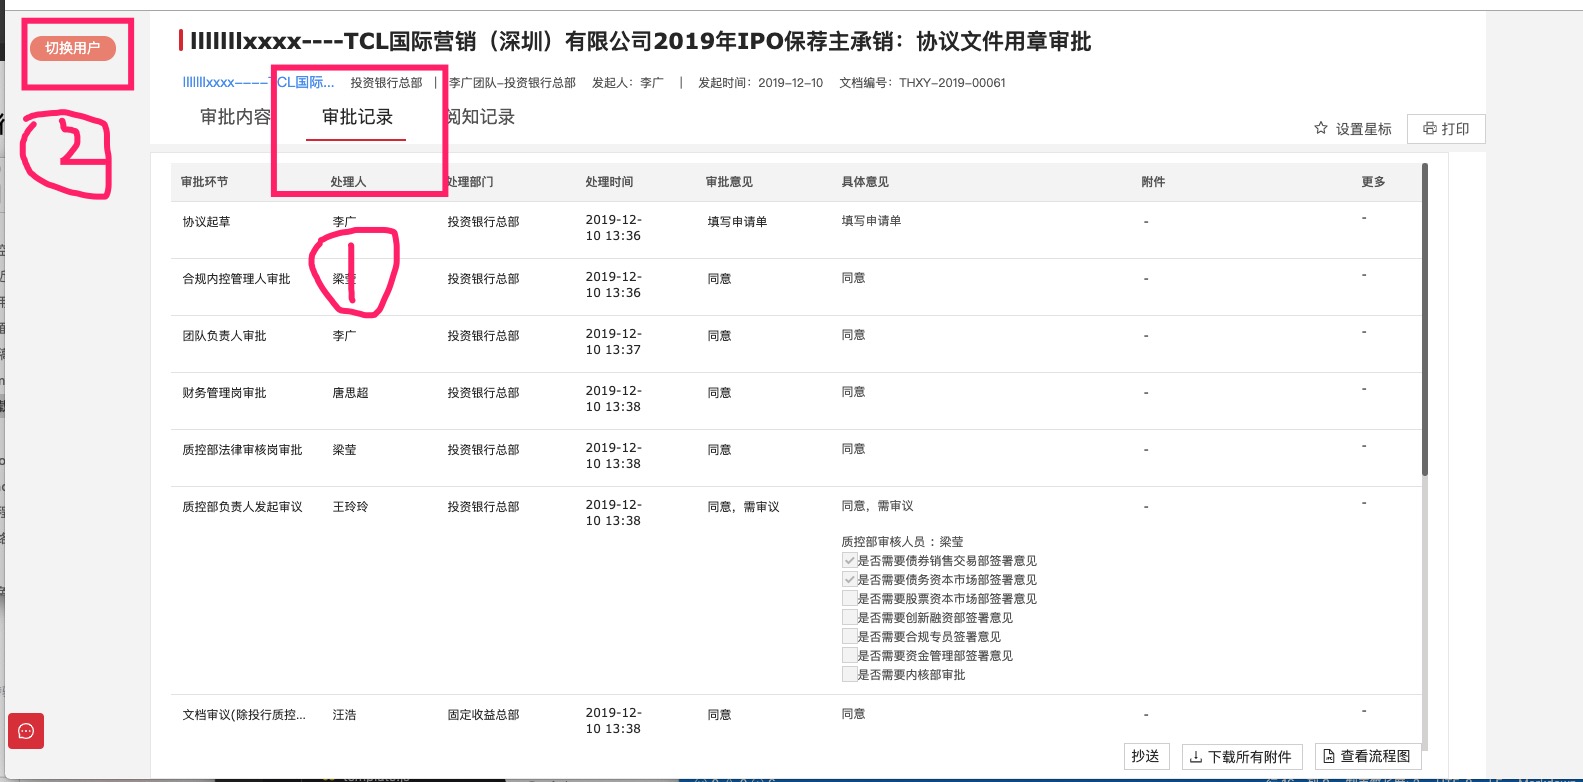 切换用户
lllllllxxxx----TCL国际营销（深圳）有限公司2019年IPO保荐主承销：协议文件用章审批
lllllllxxxx----TCL国际... 投资银行总部 | 李广团队-投资银行总部 发起人：李广 | 发起时间：2019-12-10 文档编号：THXY-2019-00061
审批内容 审批记录 阅知记录
2
设置星标 打印
审批环节 处理人 处理部门 处理时间 审批意见 具体意见 附件 更多
协议起草 李广 投资银行总部 2019-12-10 13:36 填写申请单 填写申请单 - -
1
合规内控管理人审批 梁莹 投资银行总部 2019-12-10 13:36 同意 同意 - -
团队负责人审批 李广 投资银行总部 2019-12-10 13:37 同意 同意 - -
财务管理岗审批 唐思超 投资银行总部 2019-12-10 13:38 同意 同意 - -
质控部法律审核岗审批 梁莹 投资银行总部 2019-12-10 13:38 同意 同意 - -
质控部负责人发起审议 王玲玲 投资银行总部 2019-12-10 13:38 同意，需审议 同意，需审议 - -
质控部审核人员 ：梁莹
是否需要债券销售交易部签署意见
是否需要债务资本市场部签署意见
是否需要股票资本市场部签署意见
是否需要创新融资部签署意见
是否需要合规专员签署意见
是否需要资金管理部签署意见
是否需要内核部审批
文档审议(除投行质控... 汪浩 固定收益总部 2019-12-10 13:38 同意 同意 - -
抄送 下载所有附件 查看流程图